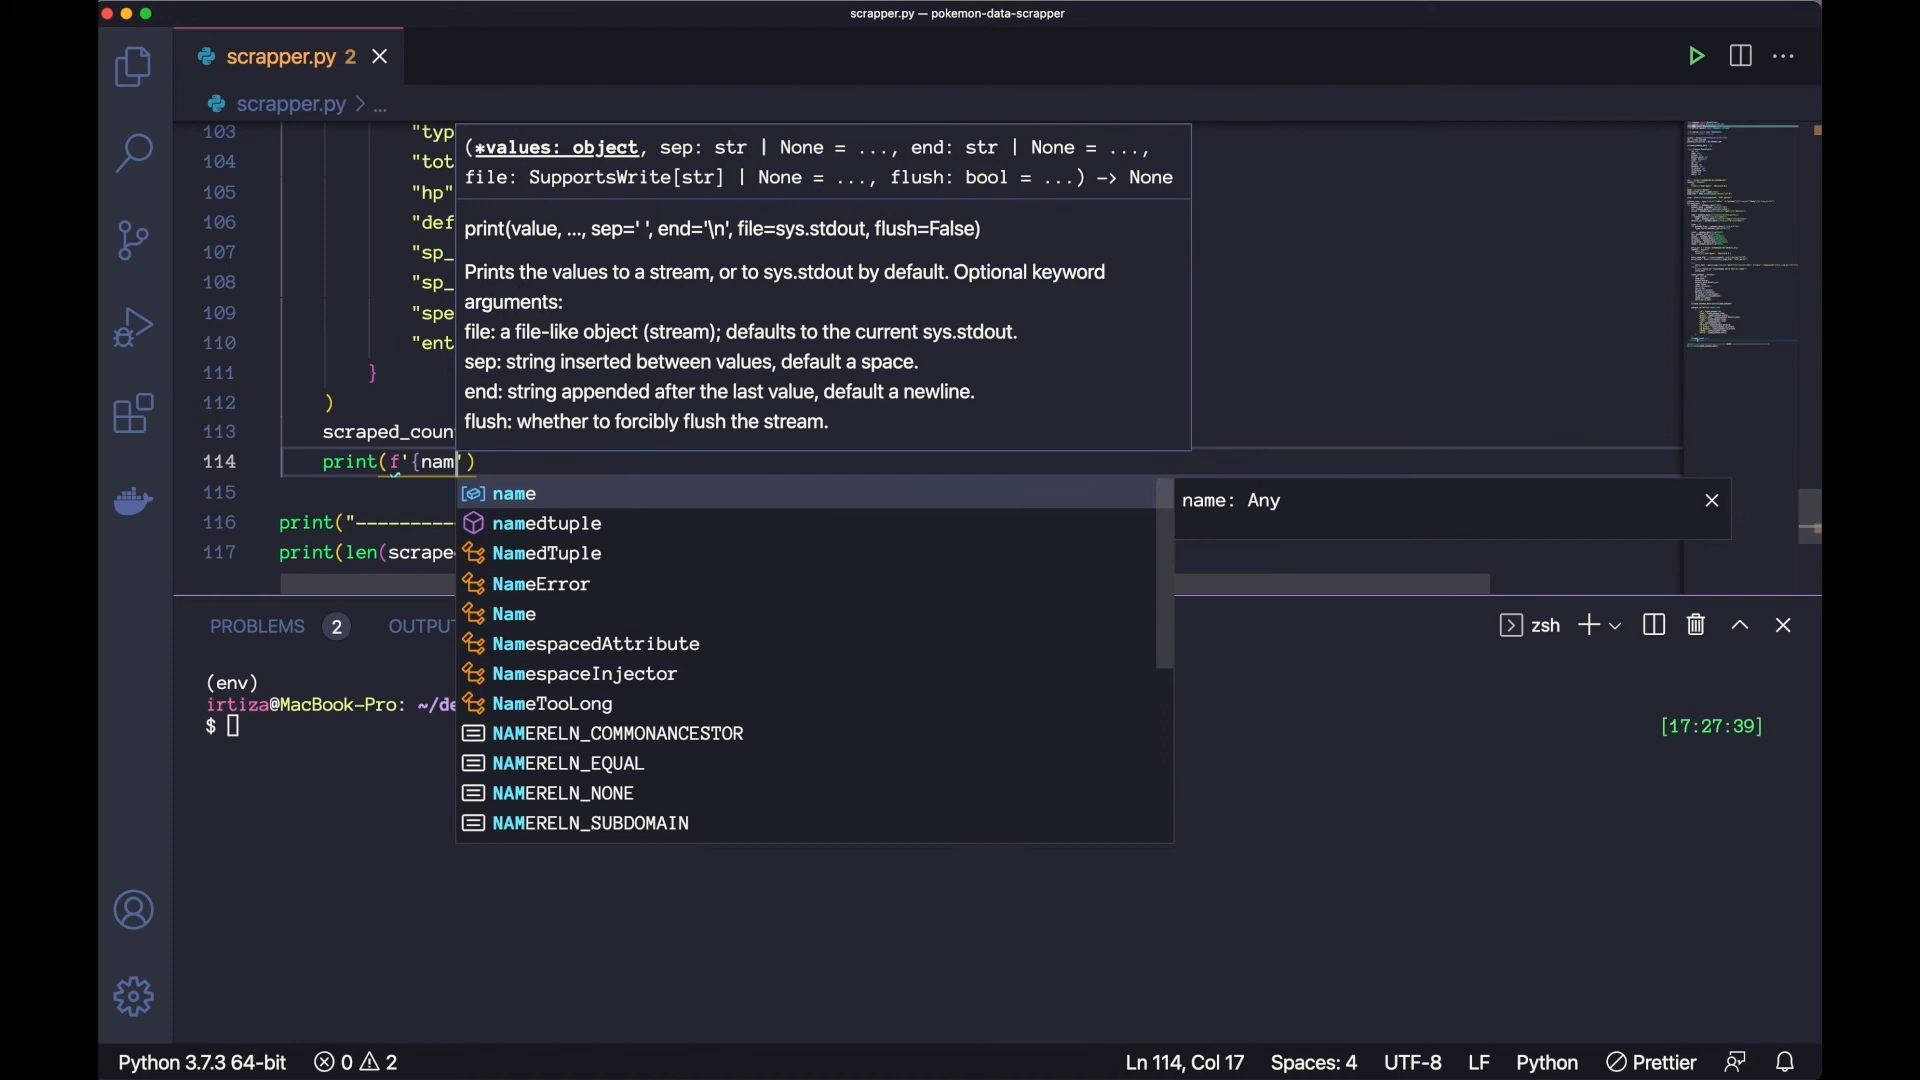 scrapper.py — pokemon-data-scrapper
scrapper.py 2
scrapper.py > ...
103 "typ
104 "tot
105 "hp"
106 "def
107 "sp_
108 "sp_
109 "spe
110 "ent
111 }
112 )
113 scraped_coun
114 print(f'{nam')
115
116 print("-----------
117 print(len(scrape
(*values: object, sep: str | None = ..., end: str | None = ...,
file: SupportsWrite[str] | None = ..., flush: bool = ...) -> None
print(value, ..., sep=' ', end='\n', file=sys.stdout, flush=False)
Prints the values to a stream, or to sys.stdout by default. Optional keyword
arguments:
file: a file-like object (stream); defaults to the current sys.stdout.
sep: string inserted between values, default a space.
end: string appended after the last value, default a newline.
flush: whether to forcibly flush the stream.
name
namedtuple
NamedTuple
NameError
Name
NamespacedAttribute
NamespaceInjector
NameTooLong
NAMERELN_COMMONANCESTOR
NAMERELN_EQUAL
NAMERELN_NONE
NAMERELN_SUBDOMAIN
name: Any
PROBLEMS 2 OUTPU
zsh
(env)
irtiza@MacBook-Pro: ~/de
$
[17:27:39]
Python 3.7.3 64-bit 0 2 Ln 114, Col 17 Spaces: 4 UTF-8 LF Python Prettier